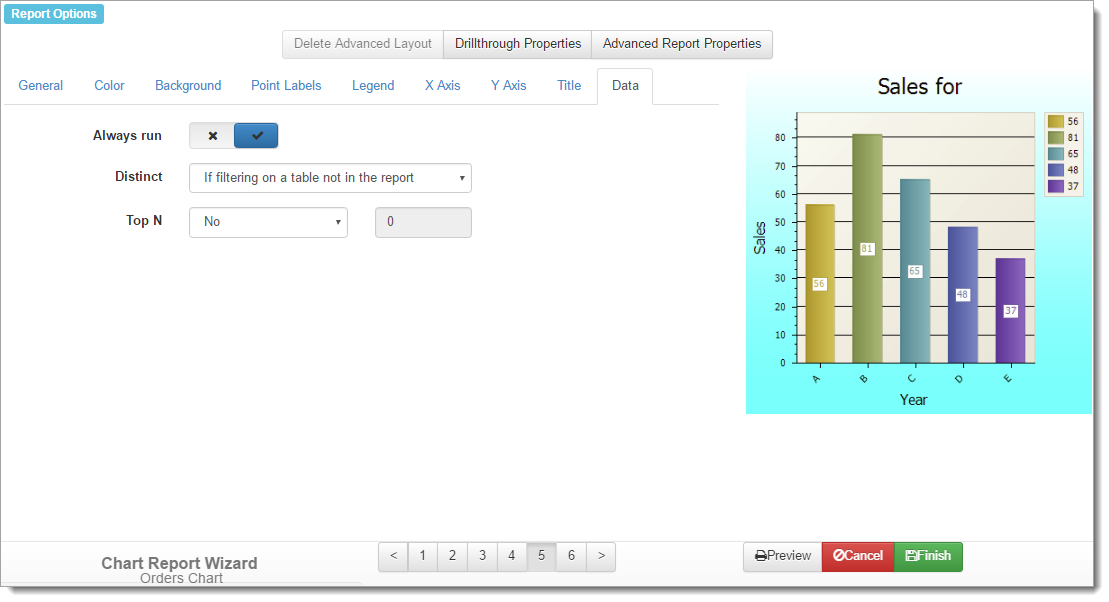 Report Options
Delete Advanced Layout Drillthrough Properties Advanced Report Properties
General Color Background Point Labels Legend X Axis Y Axis Title Data
Always run
Distinct If filtering on a table not in the report
Top N No 0
Sales for
80
70
60
50
40
30
20
10
0
Sales
56
81
65
48
37
A B C D E
Year
56
81
65
48
37
Chart Report Wizard
Orders Chart
< 1 2 3 4 5 6 >
Preview Cancel Finish